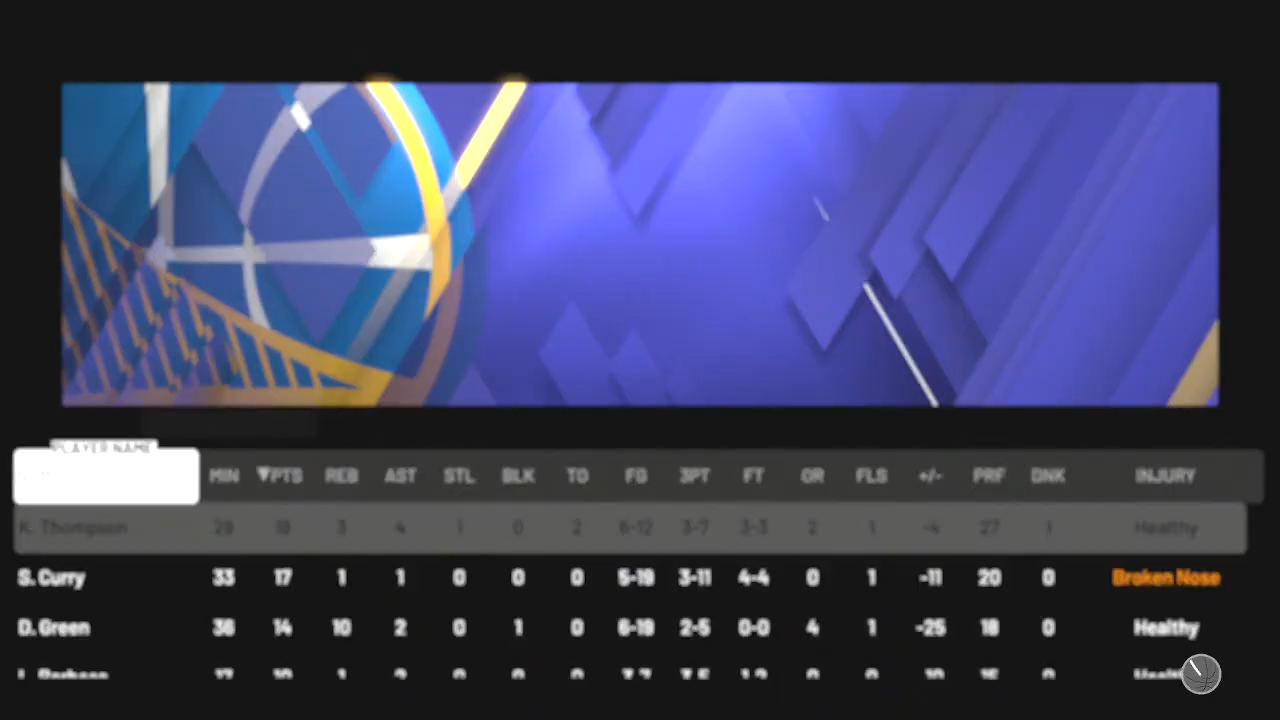 PLAYER NAME
MIN ▼PTS REB AST STL BLK TO FG 3PT FT OR FLS +/- PRF DNK INJURY
K. Thompson 28 18 3 4 1 0 2 6-12 3-7 3-3 2 1 -4 27 1 Healthy
S. Curry 33 17 1 1 0 0 0 5-19 3-11 4-4 0 1 -11 20 0 Broken Nose
D. Green 36 14 10 2 0 1 0 6-19 2-5 0-0 4 1 -25 18 0 Healthy